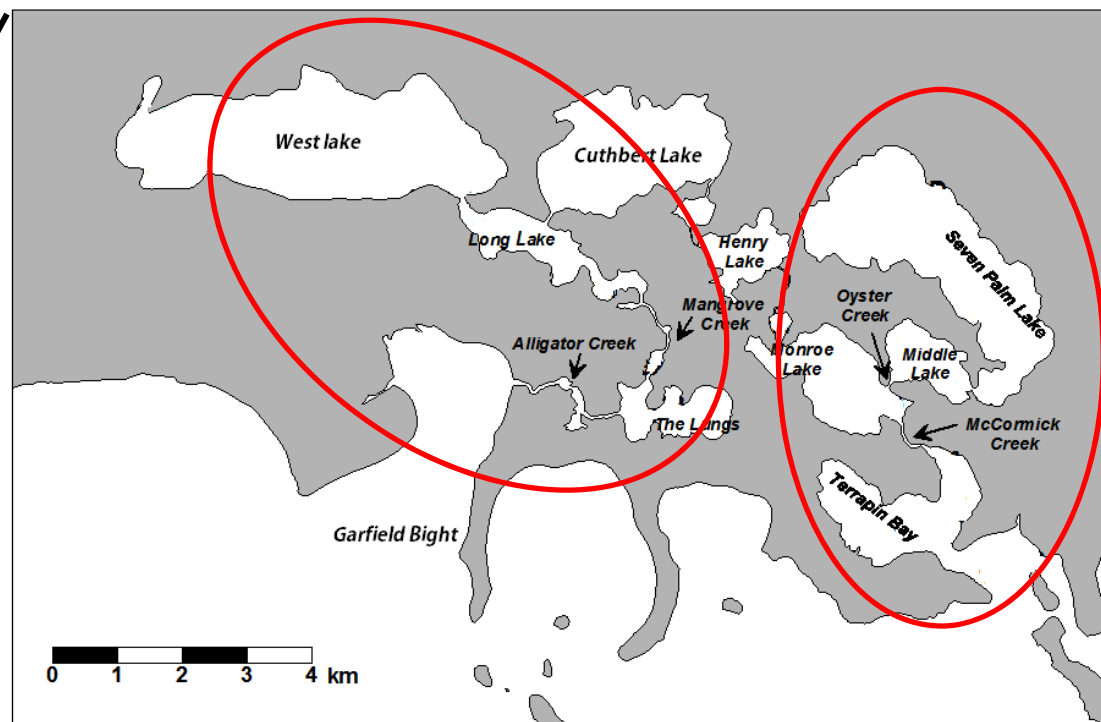 West lake
Cuthbert Lake
Long Lake
Henry
Lake
Seven Palm Lake
Oyster
Creek
Mangrove
Creek
Alligator Creek
Monroe
Lake
Middle
Lake
The Lungs
McCormick
Creek
Terrapin Bay
Garfield Bight
0 1 2 3 4 km